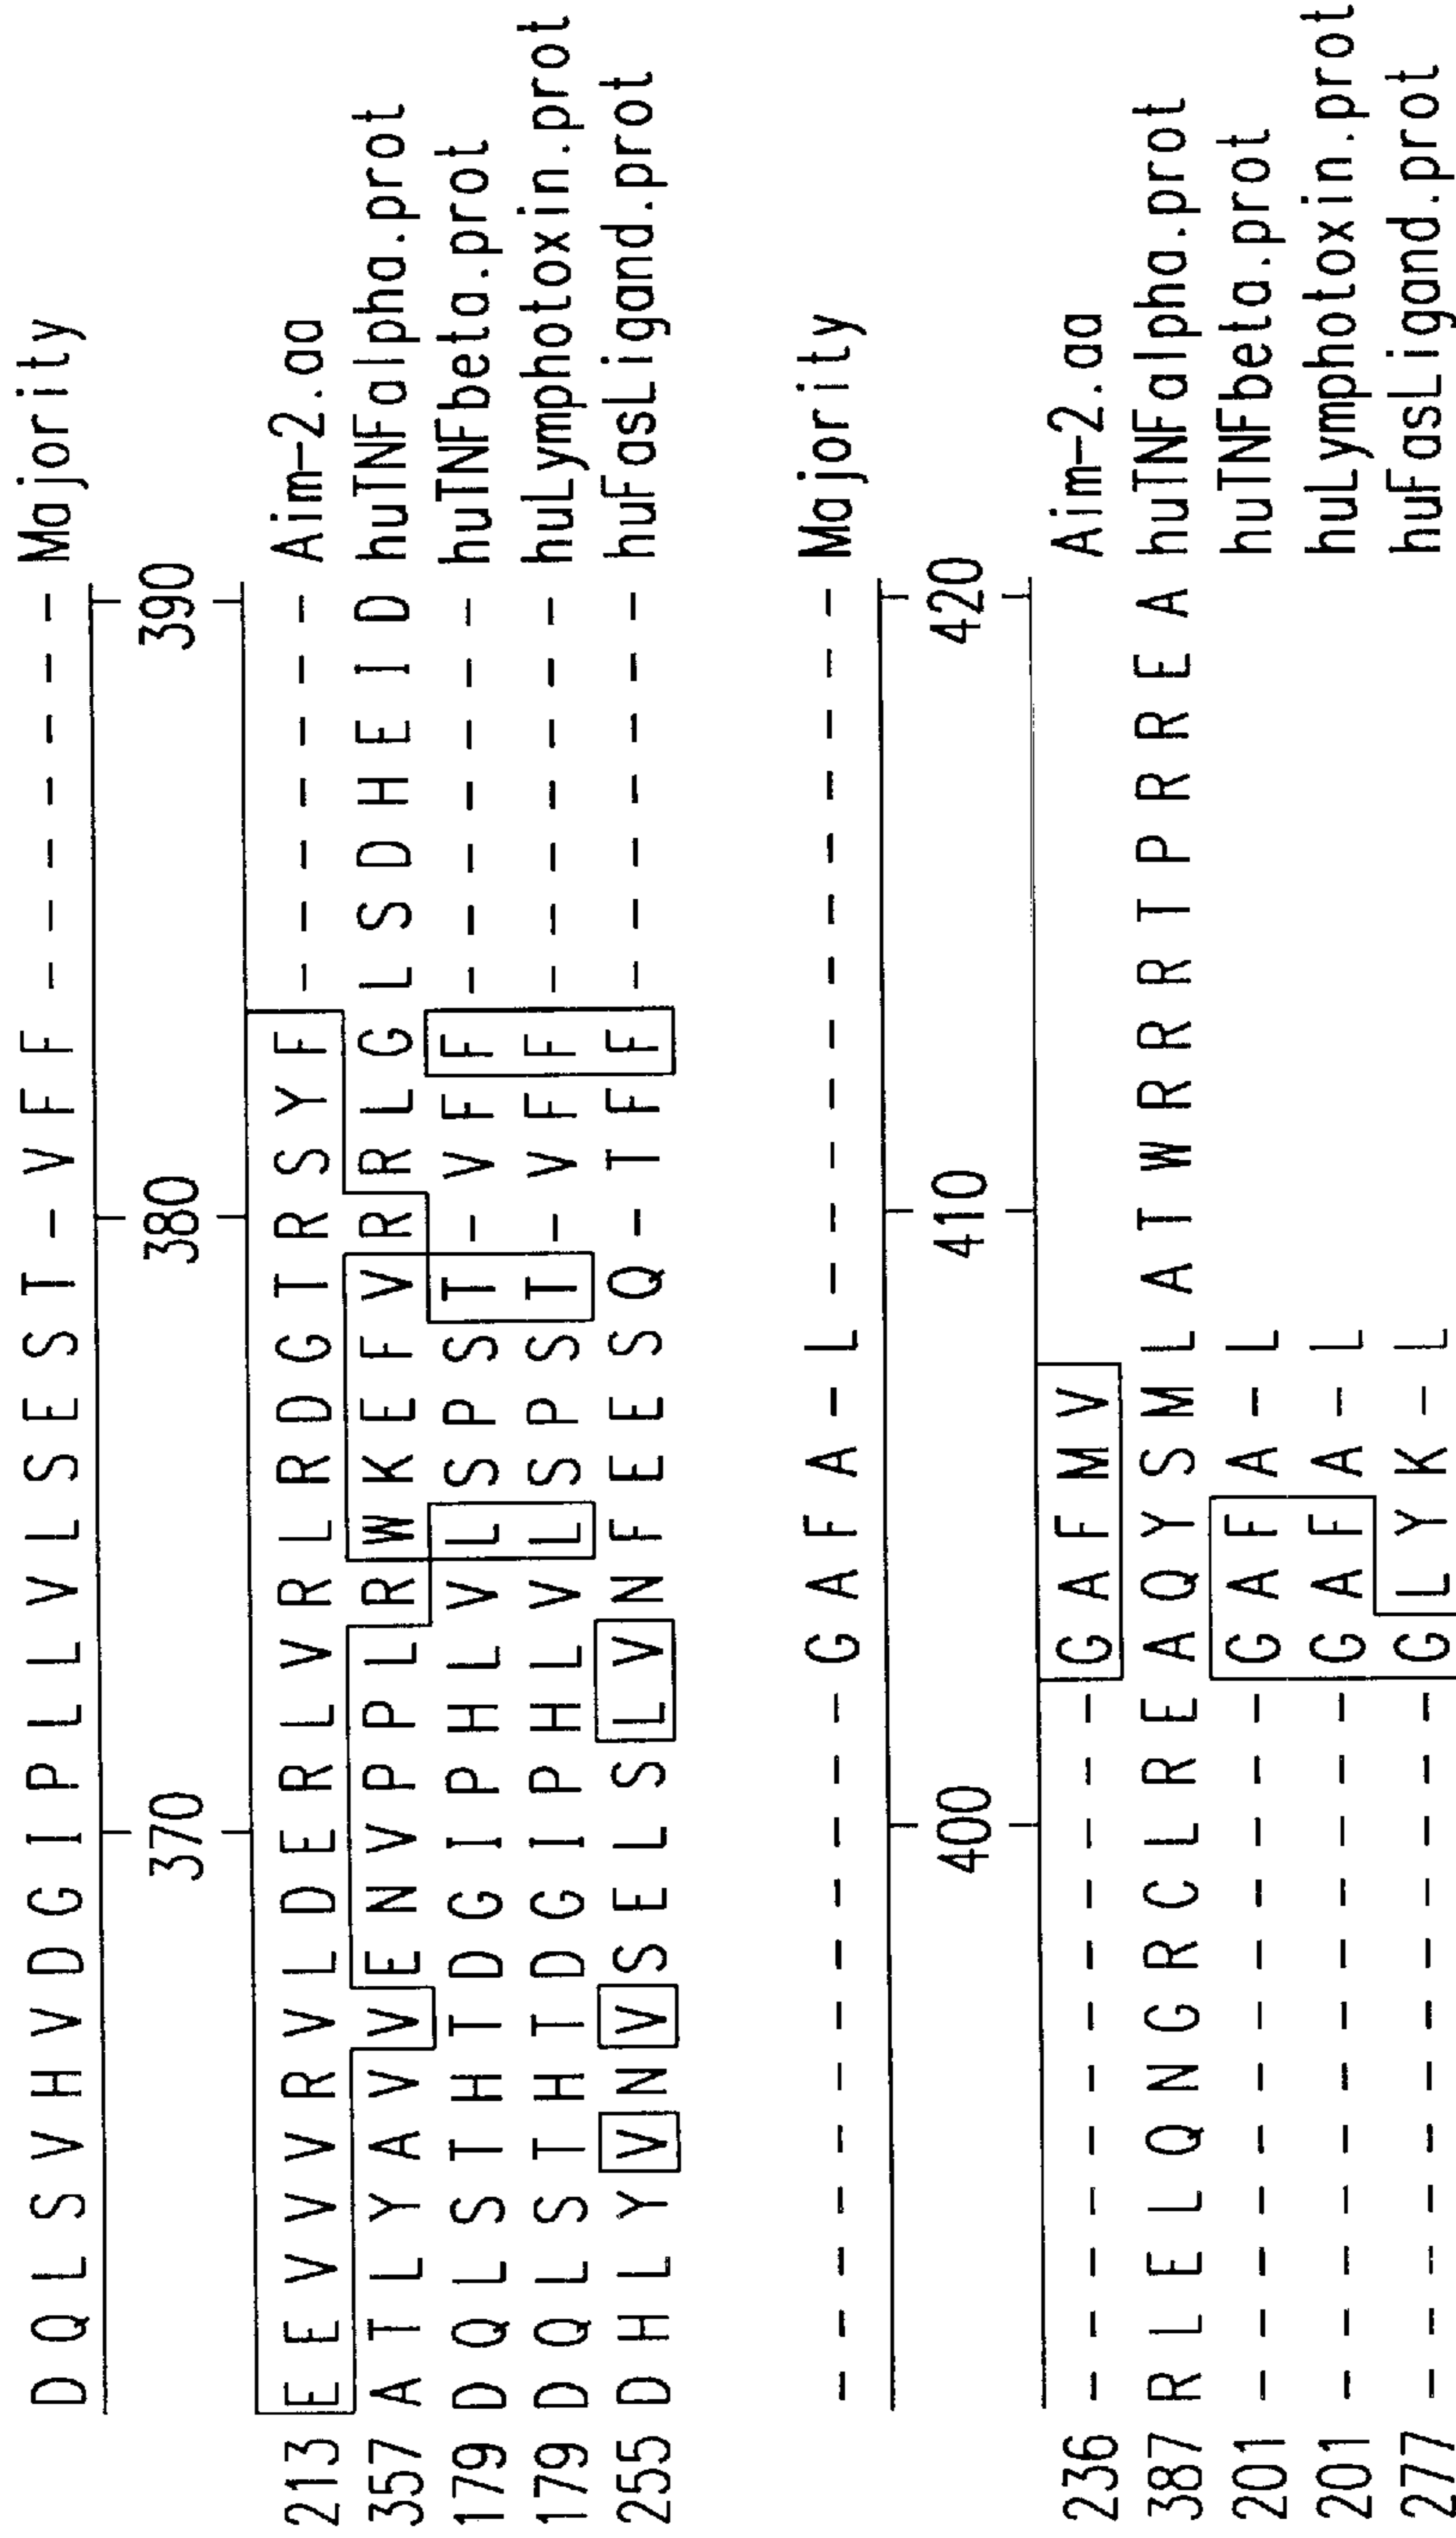 D Q L S V H V D G I P L L V L S E S T - V F F - - - - - - - Majority
370 380 390
213 E E V V V R V L D E R L V R L R D G T R S Y F - - - - - - - Aim-2.aa
357 A T L Y A V V E N V P P L R W K E F V R R L G L S D H E I D huTNFalpha.prot
179 D Q L S T H T D G I P H L V L S P S T - V F F - - - - - - - huTNFbeta.prot
179 D Q L S T H T D G I P H L V L S P S T - V F F - - - - - - - huLymphotoxin.prot
255 D H L Y V N V S E L S L V N F E E S Q - T F F - - - - - - - huFasLigand.prot
- - - - - - - - - - - - G A F A - L - - - - - - - - - - - - Majority
400 410 420
236 - - - - - - - - - - - - G A F M V Aim-2.aa
387 R L E L Q N G R C L R E A Q Y S M L A T W R R R T P R R E A huTNFalpha.prot
201 - - - - - - - - - - - - G A F A - L huTNFbeta.prot
201 - - - - - - - - - - - - G A F A - L huLymphotoxin.prot
277 - - - - - - - - - - - - G L Y K - L huFasLigand.prot